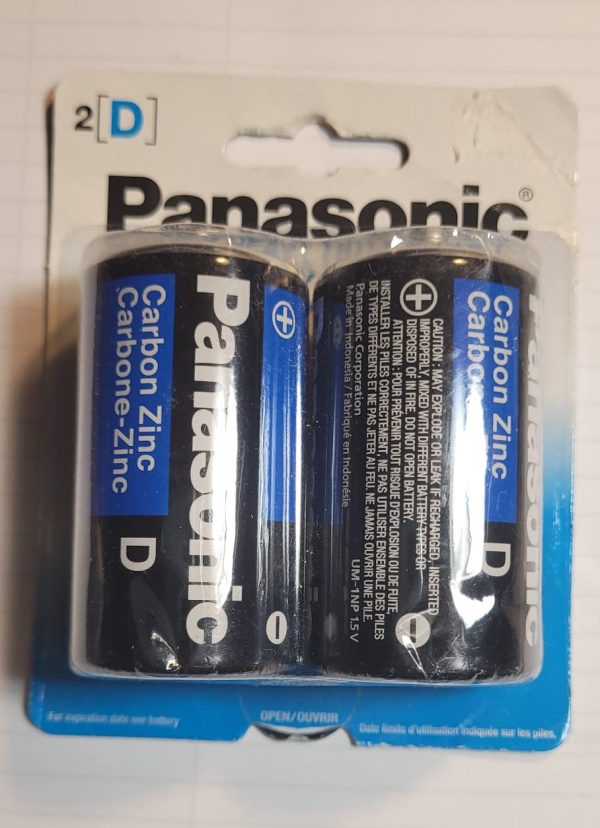 2 [D]
Panasonic®
Carbon Zinc
Carbone-Zinc
D
Panasonic
Carbon Zinc
D
CAUTION : MAY EXPLODE OR LEAK IF RECHARGED, INSERTED
IMPROPERLY, MIXED WITH DIFFERENT BATTERY TYPES OR
DISPOSED OF IN FIRE. DO NOT OPEN BATTERY.
ATTENTION : POUR PRÉVENIR TOUT RISQUE D'EXPLOSION OU DE FUITE,
INSTALLER LES PILES CORRECTEMENT, NE PAS UTILISER ENSEMBLE DES PILES
DE TYPES DIFFERENTS ET NE PAS JETER AU FEU. NE JAMAIS OUVRIR UNE PILE.
Panasonic Corporation
Made in Indonesia / Fabriqué en Indonésie
UM-1NP 1.5 V
Panasonic
For expiration date see battery
OPEN/OUVRIR
Date limite d'utilisation indiquée sur les piles.